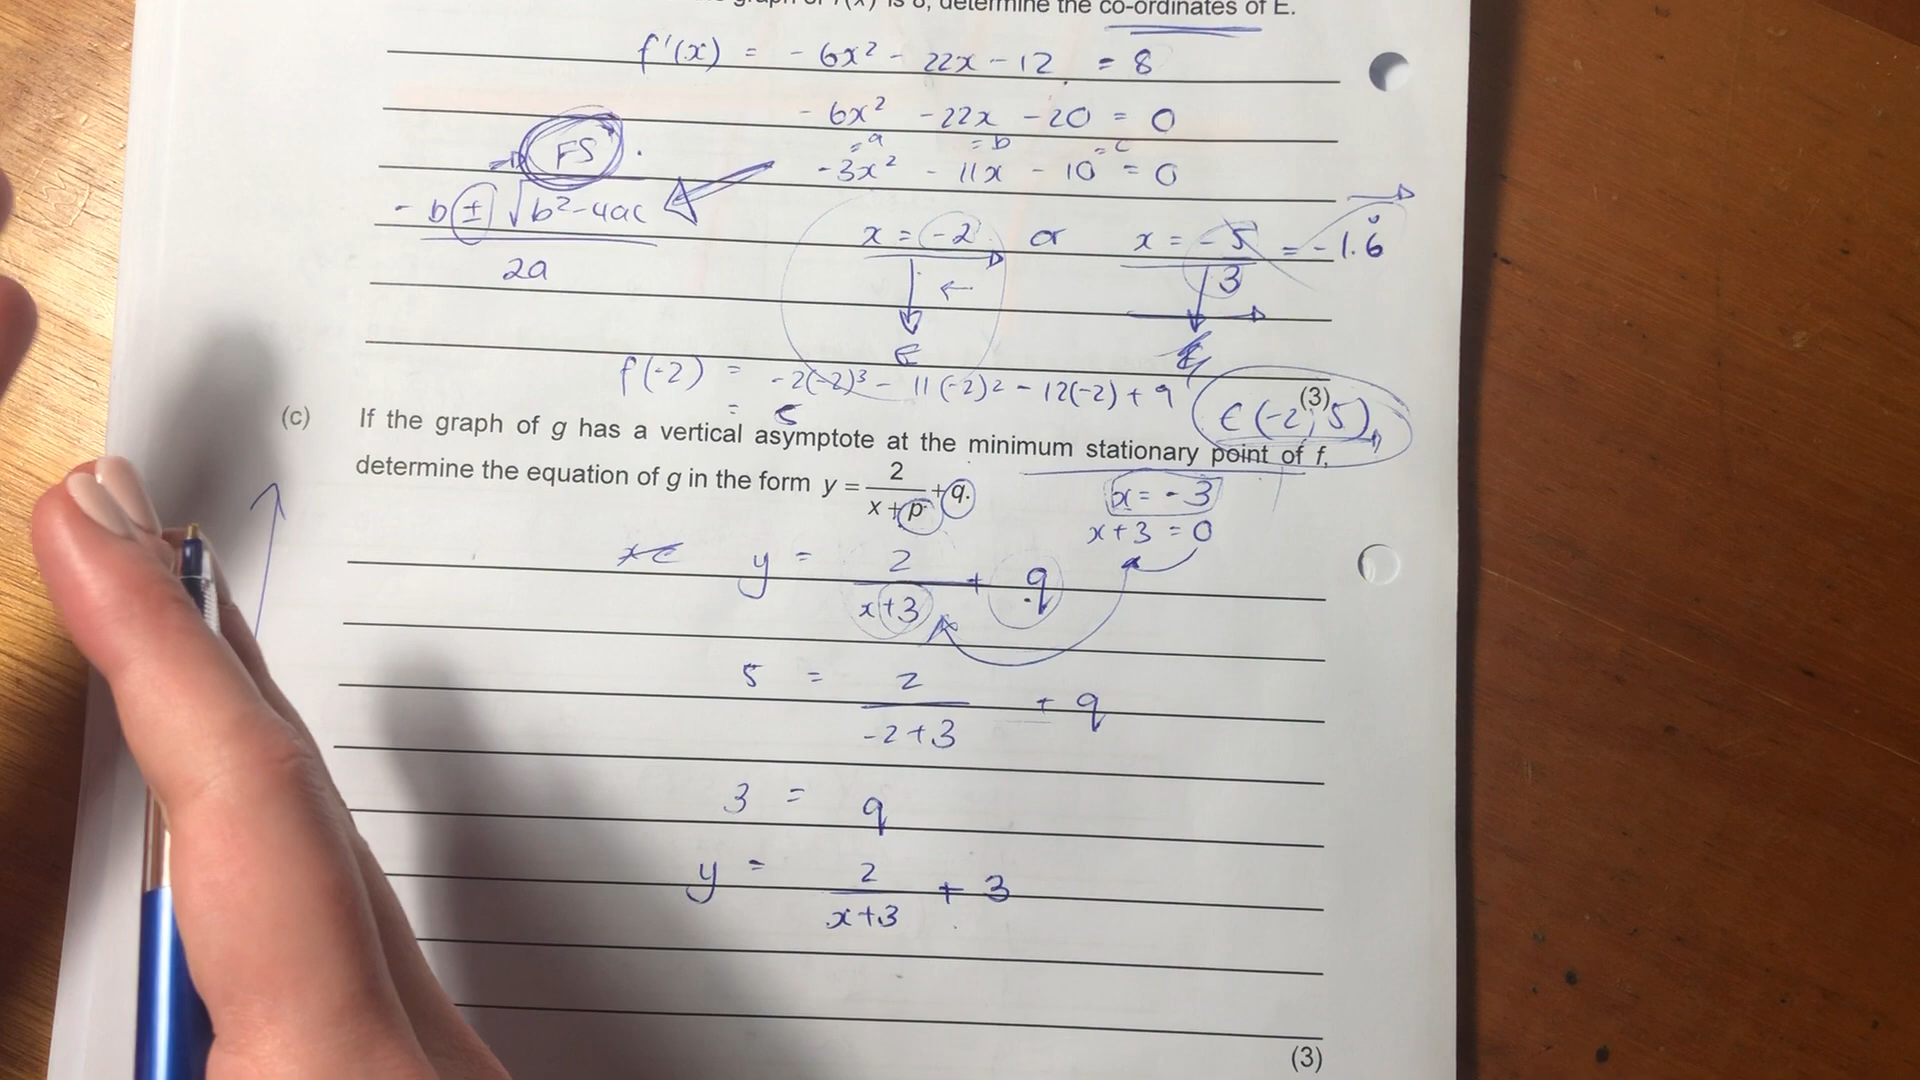 graph of f(x) is 8, determine the co-ordinates of E.
f'(x) = - 6x² - 22x - 12 = 8
- 6x² - 22x - 20 = 0
=a =b =c
- 3x² - 11x - 10 = 0
FS
- b ± √b²-4ac
2a
x = -2 or x = -5/3 = -1.6̇
E
f(-2) = -2(-2)³ - 11(-2)² - 12(-2) + 9
= 5
(3)
E(-2; 5)
(c) If the graph of g has a vertical asymptote at the minimum stationary point of f,
determine the equation of g in the form y = 2/(x + p) + q.
x = -3
x + 3 = 0
y = 2/(x+3) + q
5 = 2/(-2+3) + q
3 = q
y = 2/(x+3) + 3
(3)